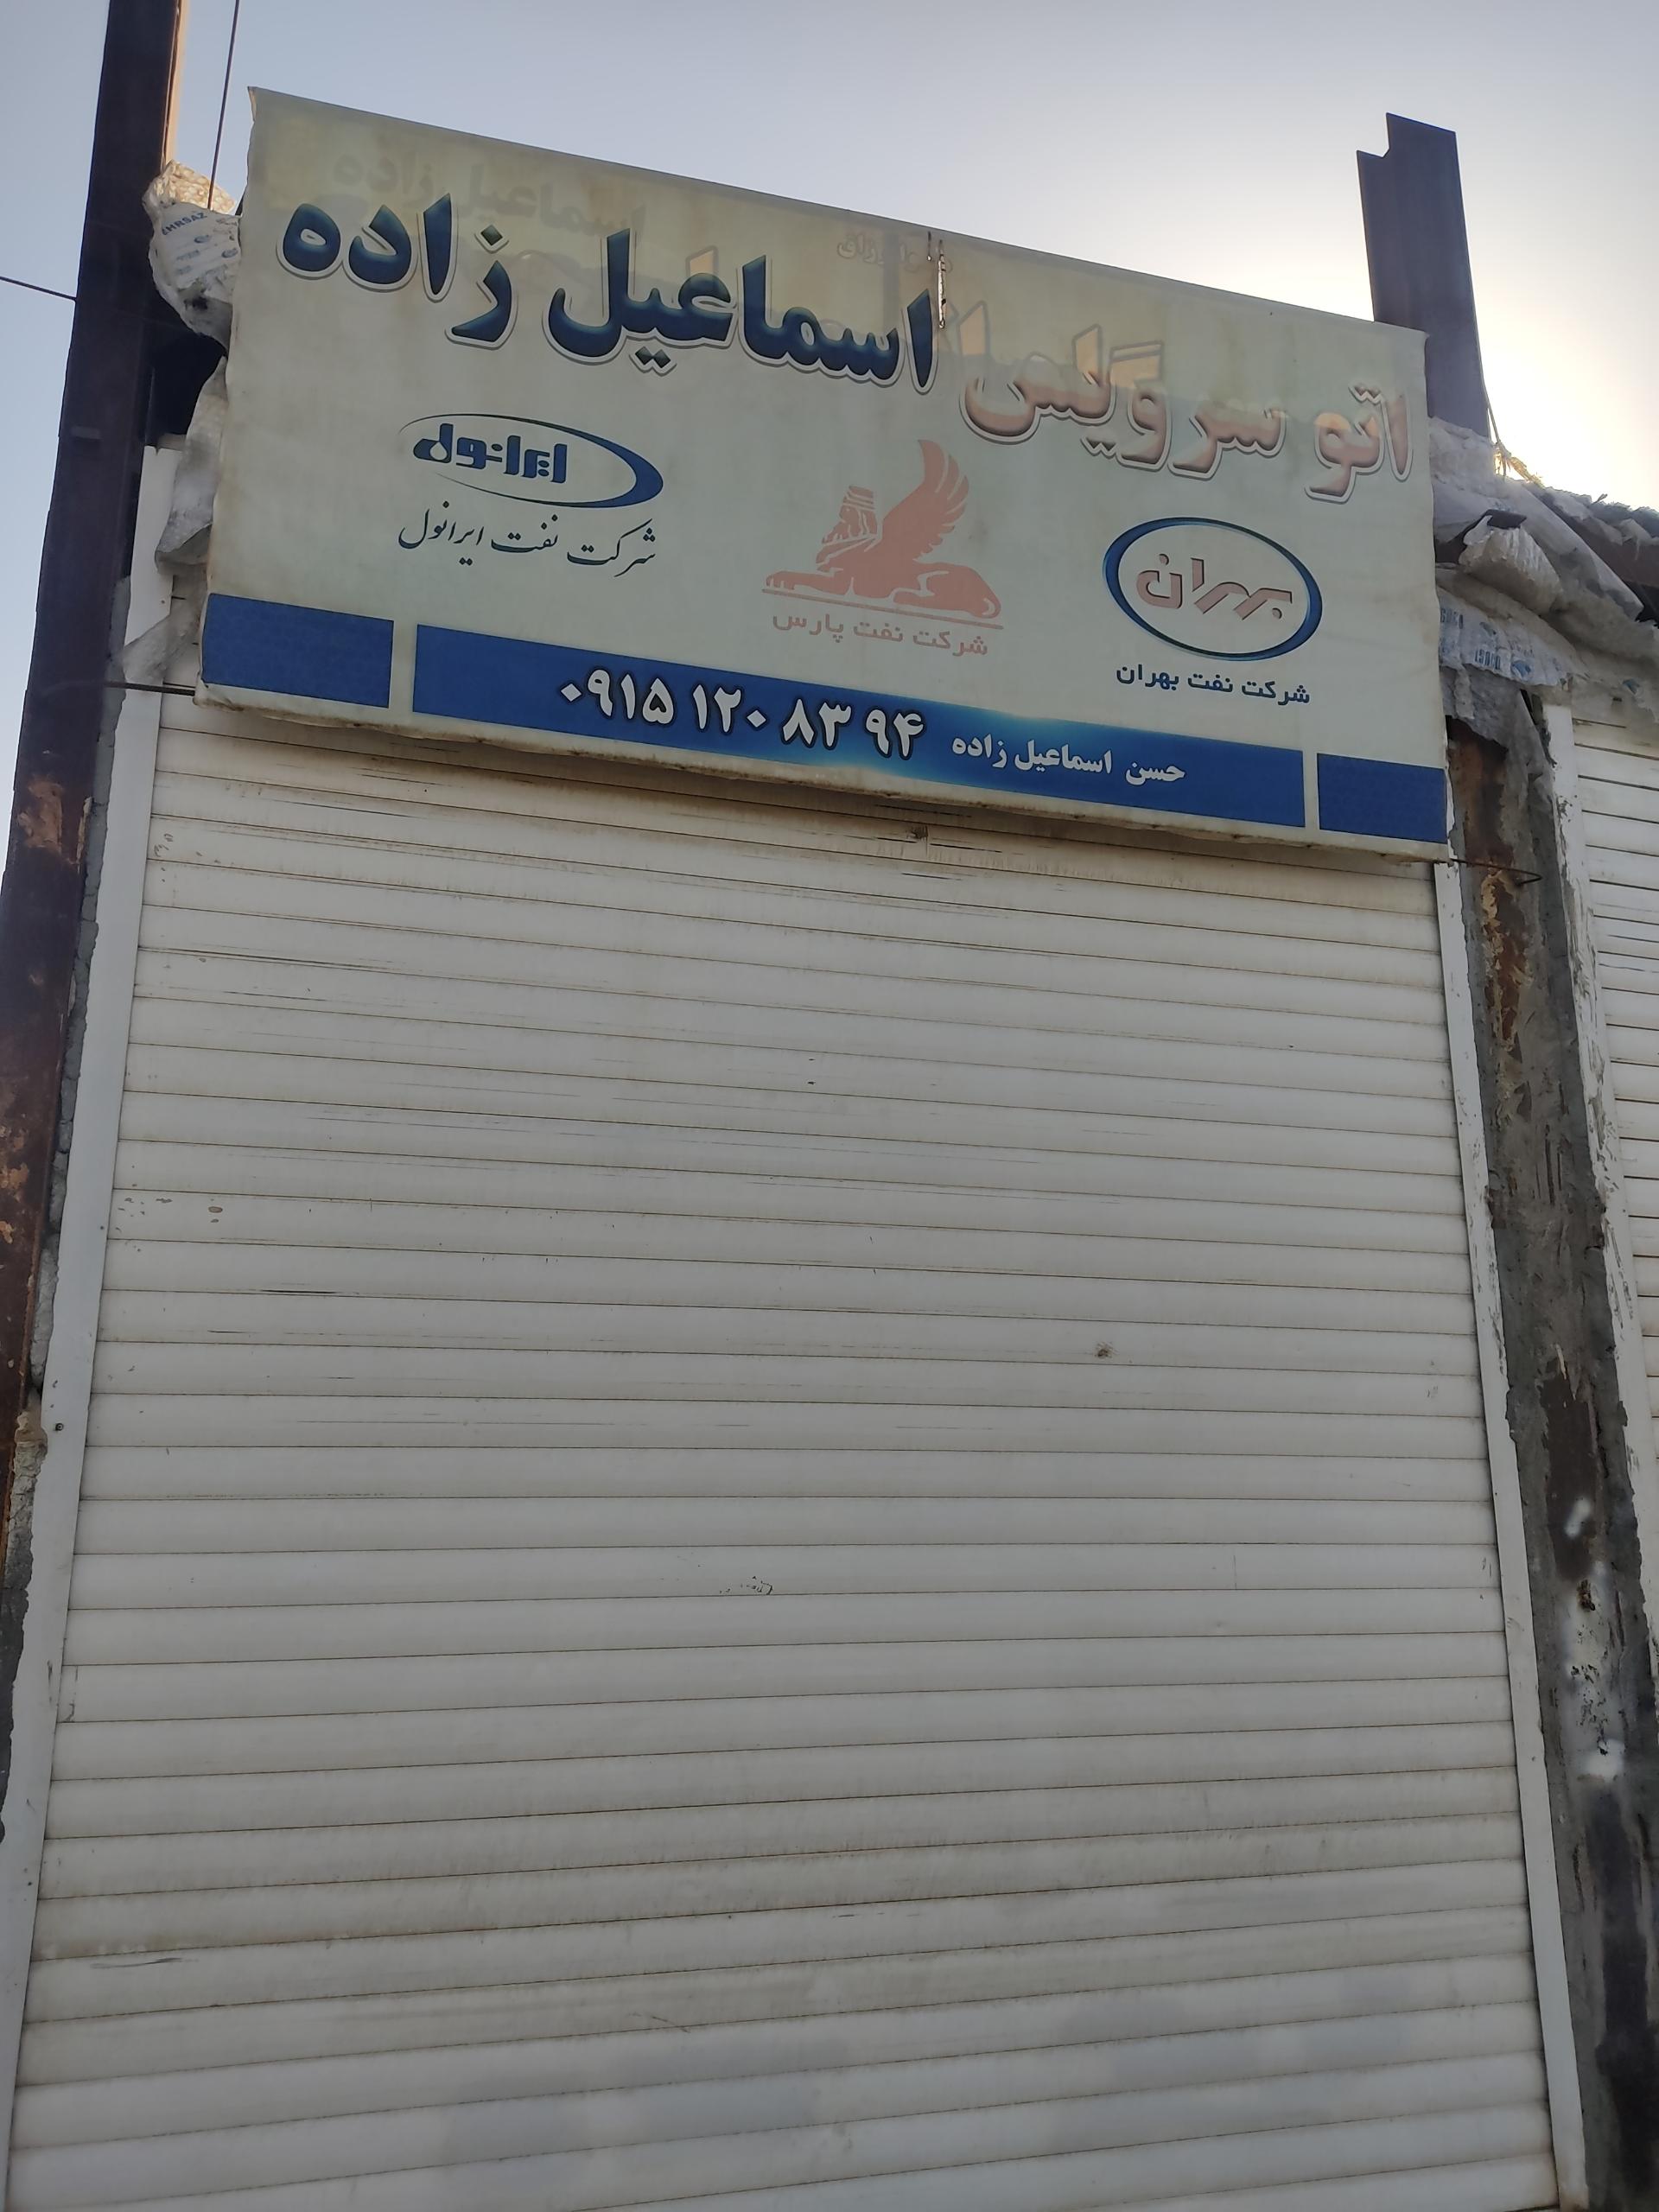 هوالرزاق
اتو سرویس اسماعیل زاده
ایرانول
شرکت نفت ایرانول
شرکت نفت پارس
بهران
شرکت نفت بهران
حسن اسماعیل زاده ۰۹۱۵ ۱۲۰ ۸۳ ۹۴